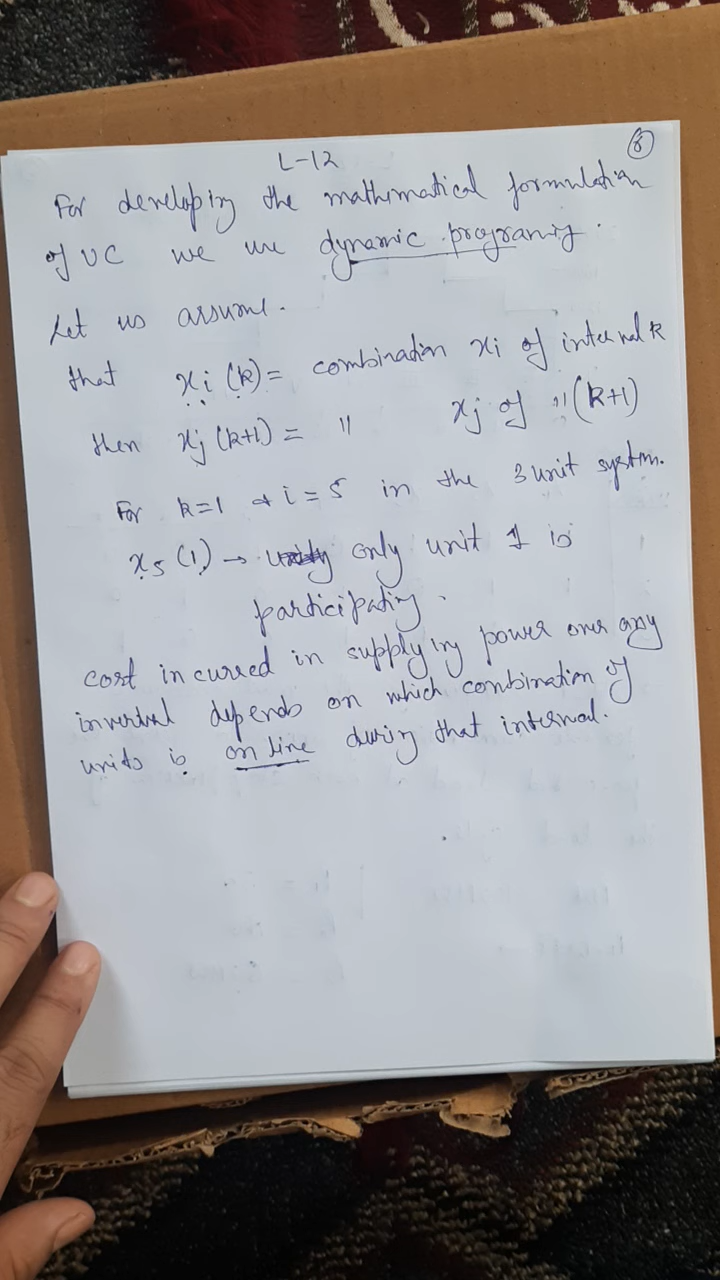 L-12
8
For developing the mathematical formulation
of UC we use dynamic programing.
Let us assume.
that xi (k) = combination xi of interval k
then xj (k+1) = " xj of " (k+1)
For k=1 & i=5 in the 3 unit system.
x5 (1) → only unit 1 is
participating.
cost incurred in supplying power over any
interval depends on which combination of
units is on line during that interval.